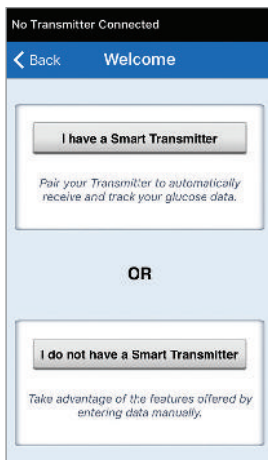 No Transmitter Connected
Back Welcome
I have a Smart Transmitter
Pair your Transmitter to automatically
receive and track your glucose data.
OR
I do not have a Smart Transmitter
Take advantage of the features offered by
entering data manually.